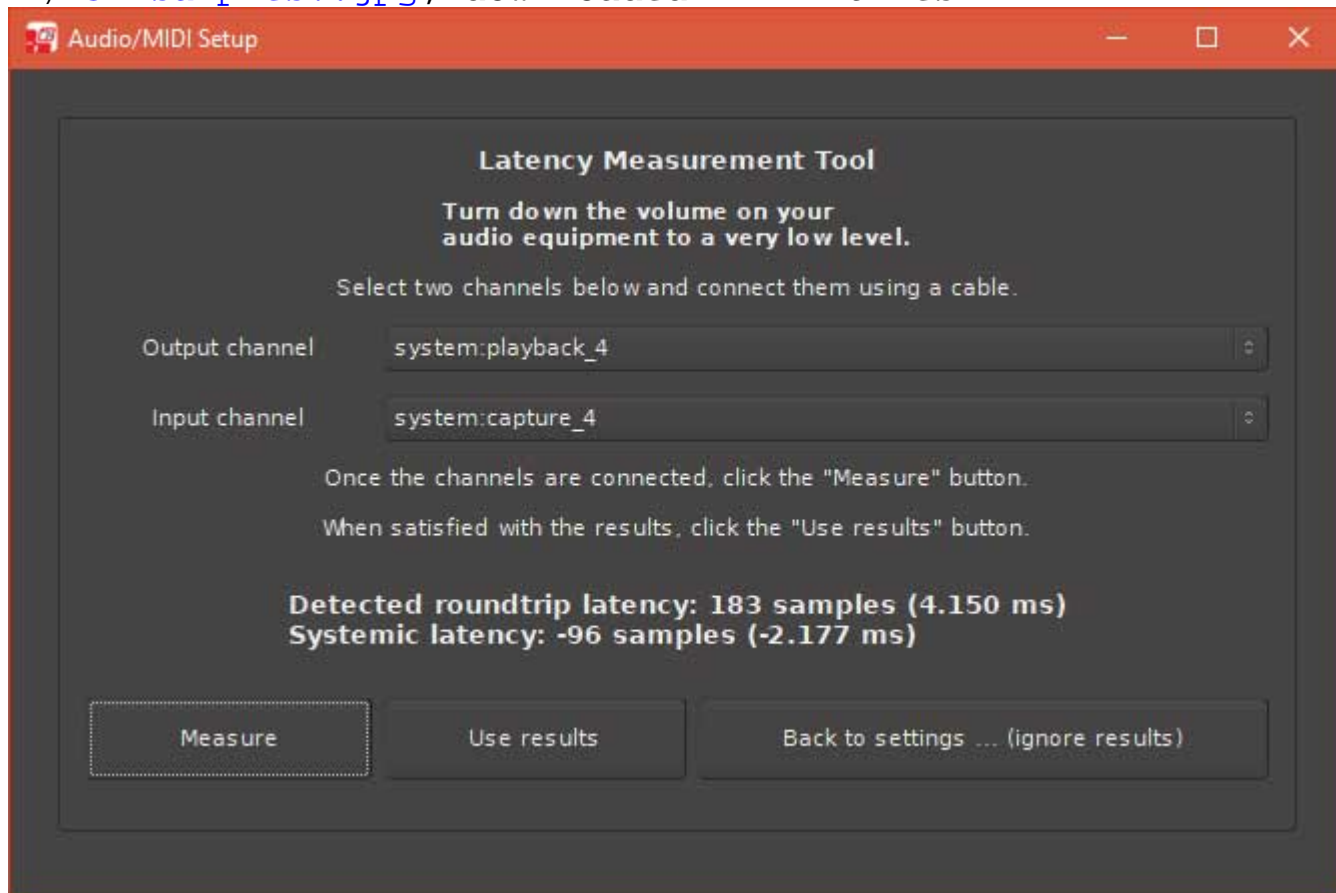 Audio/MIDI Setup
Latency Measurement Tool
Turn down the volume on your
audio equipment to a very low level.
Select two channels below and connect them using a cable.
Output channel system:playback_4
Input channel system:capture_4
Once the channels are connected, click the "Measure" button.
When satisfied with the results, click the "Use results" button.
Detected roundtrip latency: 183 samples (4.150 ms)
Systemic latency: -96 samples (-2.177 ms)
Measure Use results Back to settings ... (ignore results)